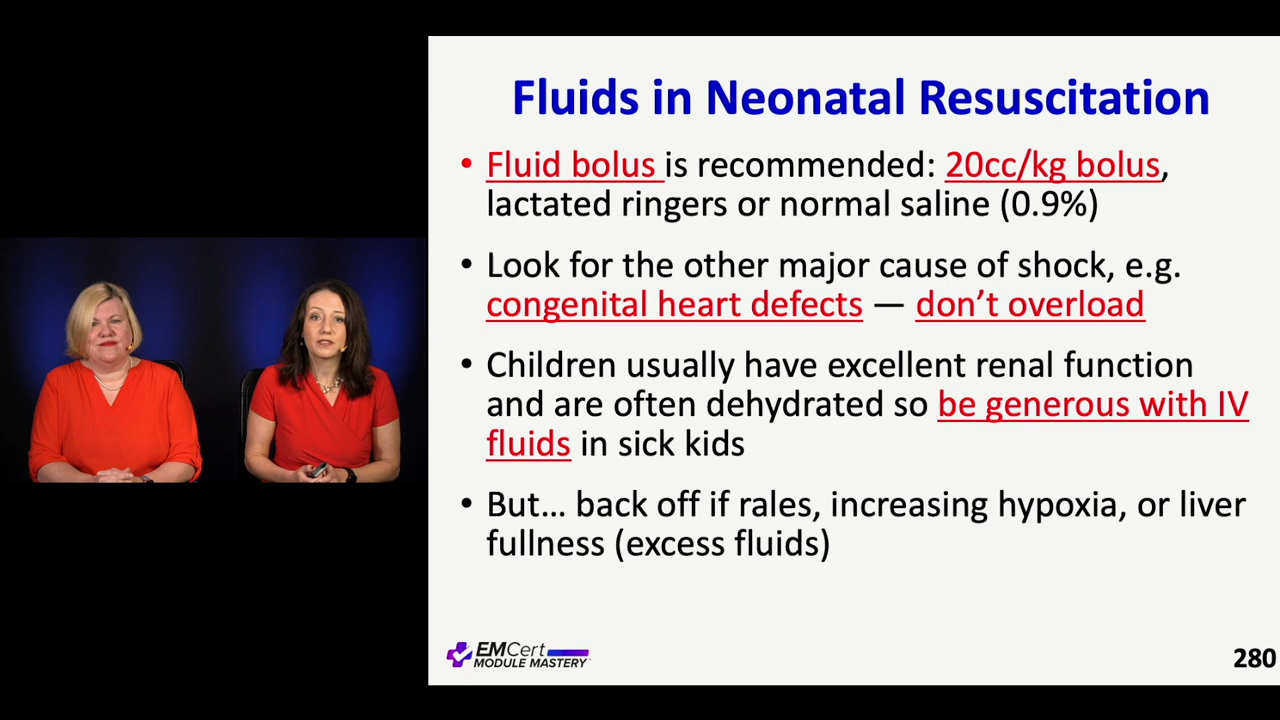 Fluids in Neonatal Resuscitation
• Fluid bolus is recommended: 20cc/kg bolus,
lactated ringers or normal saline (0.9%)
• Look for the other major cause of shock, e.g.
congenital heart defects — don’t overload
• Children usually have excellent renal function
and are often dehydrated so be generous with IV
fluids in sick kids
• But... back off if rales, increasing hypoxia, or liver
fullness (excess fluids)
EMCert
MODULE MASTERY
280